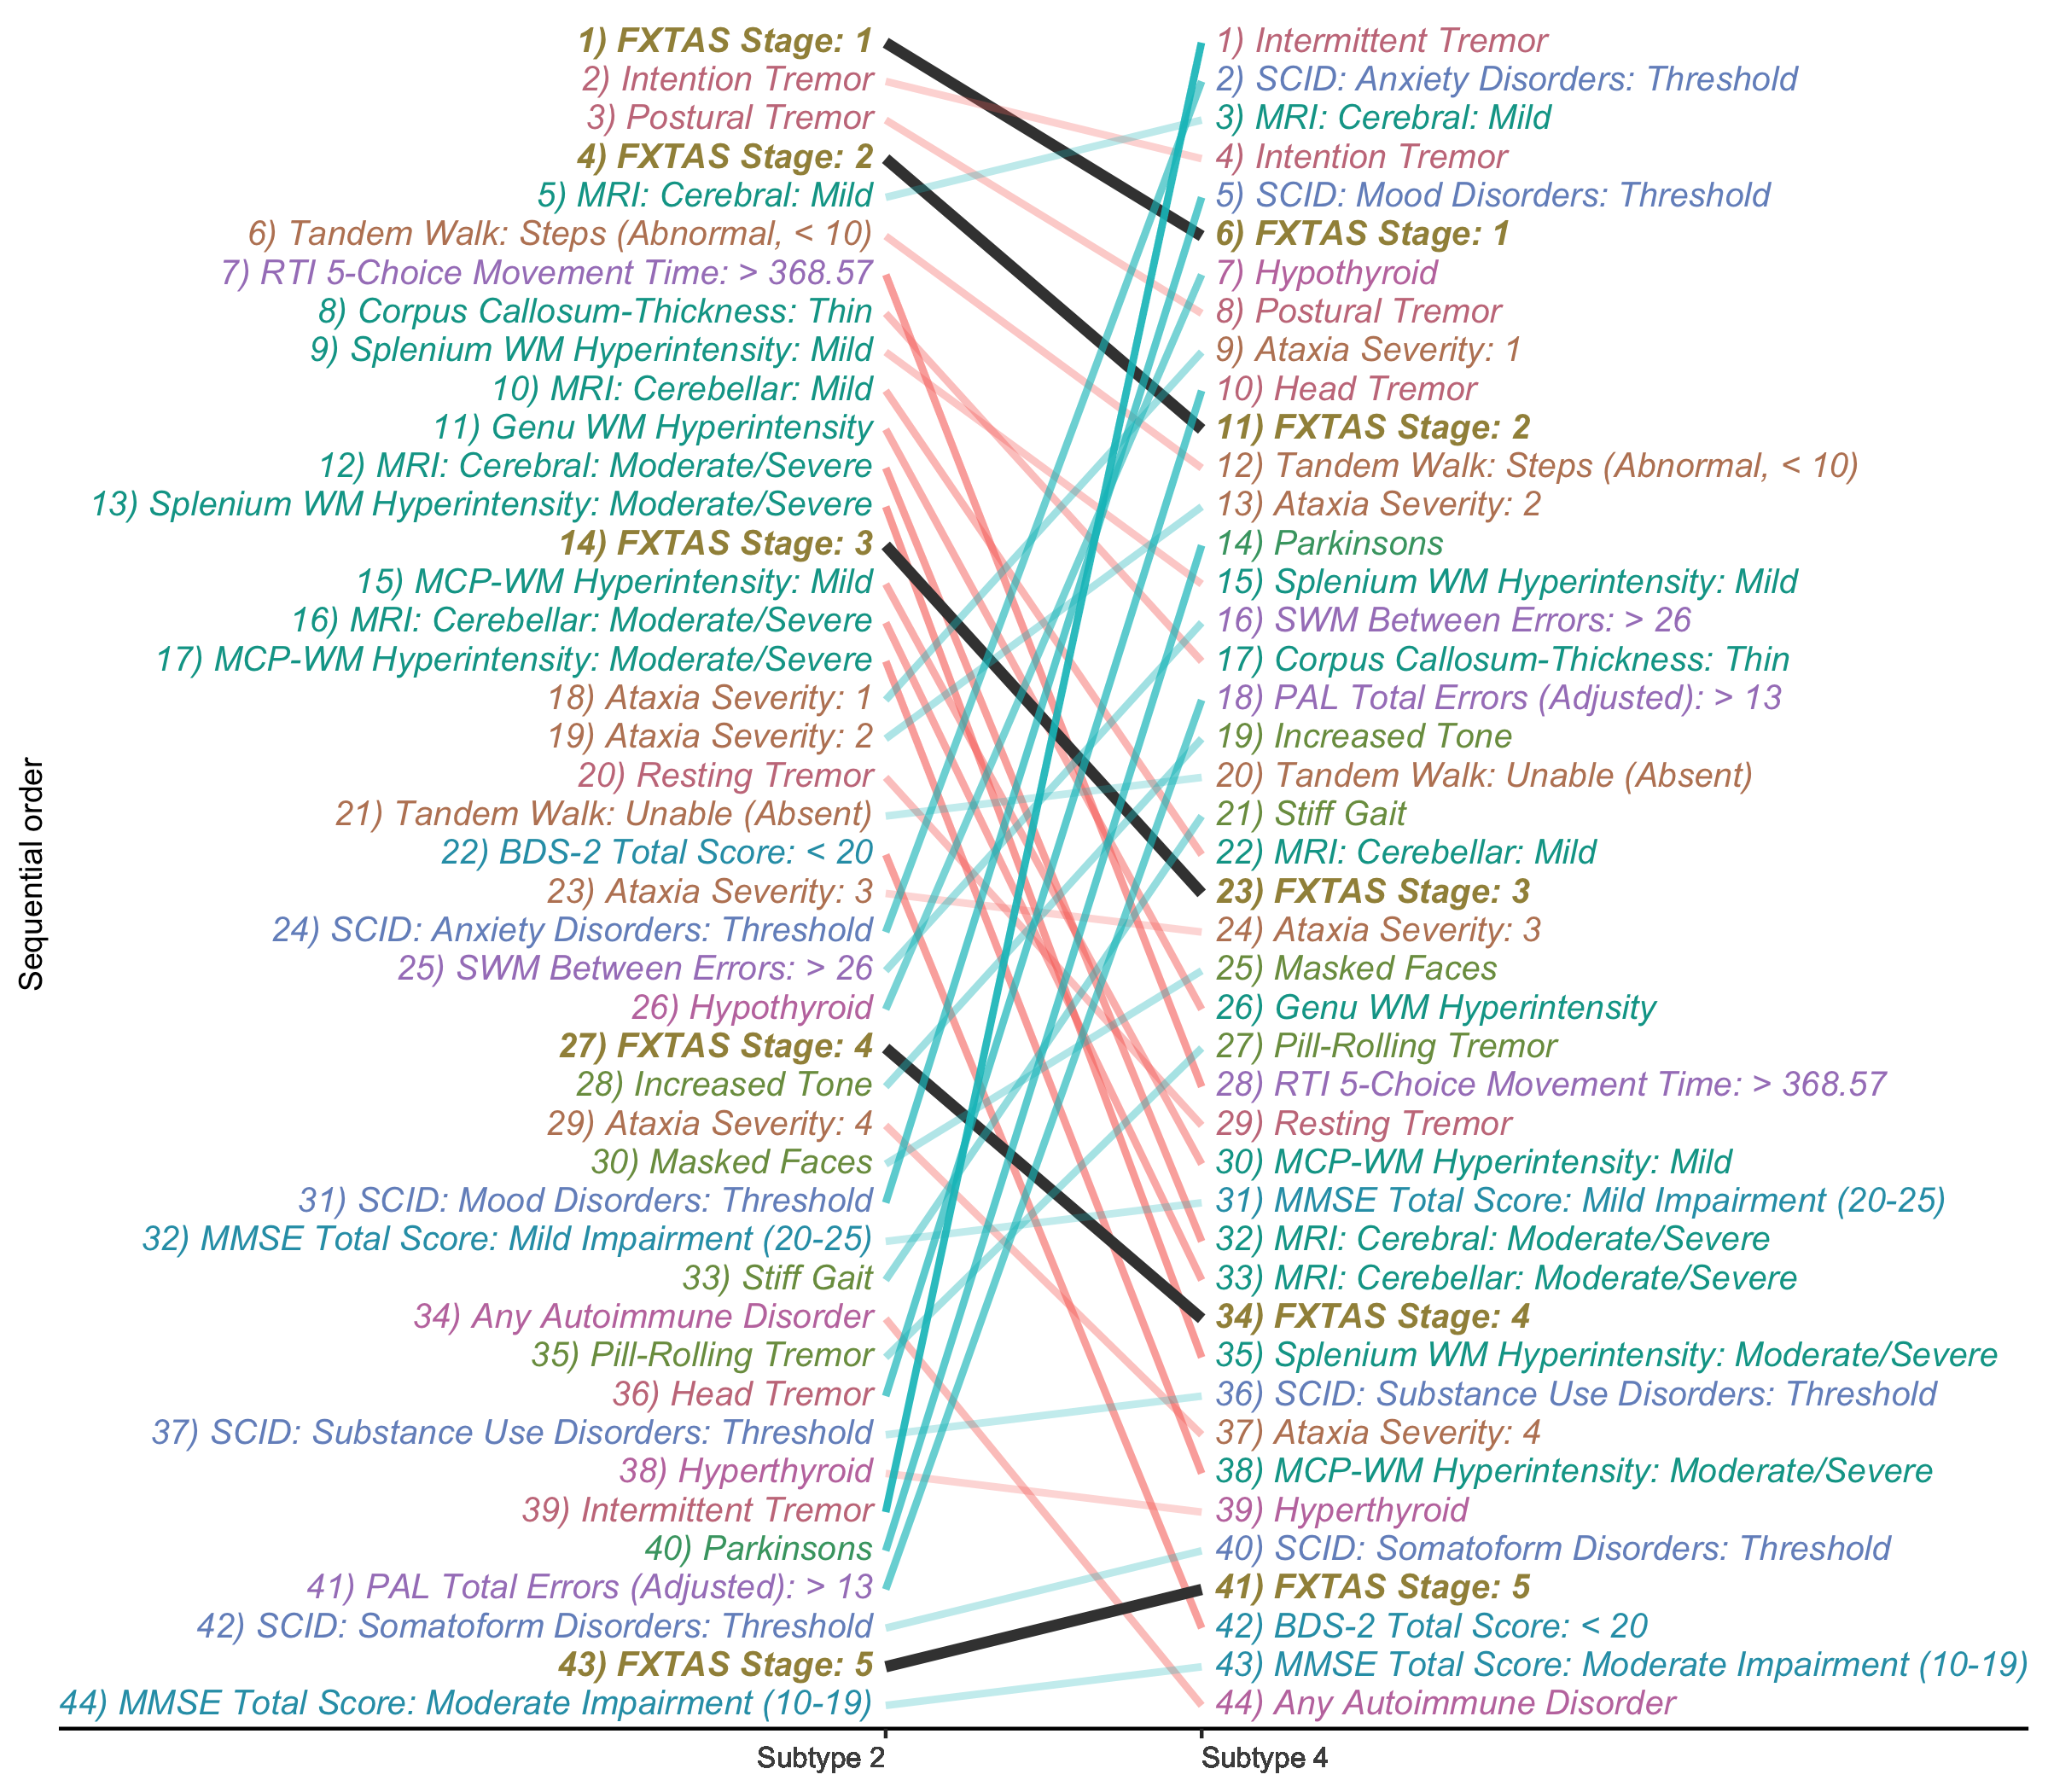 Sequential order
1) FXTAS Stage: 1
2) Intention Tremor
3) Postural Tremor
4) FXTAS Stage: 2
5) MRI: Cerebral: Mild
6) Tandem Walk: Steps (Abnormal, < 10)
7) RTI 5-Choice Movement Time: > 368.57
8) Corpus Callosum-Thickness: Thin
9) Splenium WM Hyperintensity: Mild
10) MRI: Cerebellar: Mild
11) Genu WM Hyperintensity
12) MRI: Cerebral: Moderate/Severe
13) Splenium WM Hyperintensity: Moderate/Severe
14) FXTAS Stage: 3
15) MCP-WM Hyperintensity: Mild
16) MRI: Cerebellar: Moderate/Severe
17) MCP-WM Hyperintensity: Moderate/Severe
18) Ataxia Severity: 1
19) Ataxia Severity: 2
20) Resting Tremor
21) Tandem Walk: Unable (Absent)
22) BDS-2 Total Score: < 20
23) Ataxia Severity: 3
24) SCID: Anxiety Disorders: Threshold
25) SWM Between Errors: > 26
26) Hypothyroid
27) FXTAS Stage: 4
28) Increased Tone
29) Ataxia Severity: 4
30) Masked Faces
31) SCID: Mood Disorders: Threshold
32) MMSE Total Score: Mild Impairment (20-25)
33) Stiff Gait
34) Any Autoimmune Disorder
35) Pill-Rolling Tremor
36) Head Tremor
37) SCID: Substance Use Disorders: Threshold
38) Hyperthyroid
39) Intermittent Tremor
40) Parkinsons
41) PAL Total Errors (Adjusted): > 13
42) SCID: Somatoform Disorders: Threshold
43) FXTAS Stage: 5
44) MMSE Total Score: Moderate Impairment (10-19)
Subtype 2
1) Intermittent Tremor
2) SCID: Anxiety Disorders: Threshold
3) MRI: Cerebral: Mild
4) Intention Tremor
5) SCID: Mood Disorders: Threshold
6) FXTAS Stage: 1
7) Hypothyroid
8) Postural Tremor
9) Ataxia Severity: 1
10) Head Tremor
11) FXTAS Stage: 2
12) Tandem Walk: Steps (Abnormal, < 10)
13) Ataxia Severity: 2
14) Parkinsons
15) Splenium WM Hyperintensity: Mild
16) SWM Between Errors: > 26
17) Corpus Callosum-Thickness: Thin
18) PAL Total Errors (Adjusted): > 13
19) Increased Tone
20) Tandem Walk: Unable (Absent)
21) Stiff Gait
22) MRI: Cerebellar: Mild
23) FXTAS Stage: 3
24) Ataxia Severity: 3
25) Masked Faces
26) Genu WM Hyperintensity
27) Pill-Rolling Tremor
28) RTI 5-Choice Movement Time: > 368.57
29) Resting Tremor
30) MCP-WM Hyperintensity: Mild
31) MMSE Total Score: Mild Impairment (20-25)
32) MRI: Cerebral: Moderate/Severe
33) MRI: Cerebellar: Moderate/Severe
34) FXTAS Stage: 4
35) Splenium WM Hyperintensity: Moderate/Severe
36) SCID: Substance Use Disorders: Threshold
37) Ataxia Severity: 4
38) MCP-WM Hyperintensity: Moderate/Severe
39) Hyperthyroid
40) SCID: Somatoform Disorders: Threshold
41) FXTAS Stage: 5
42) BDS-2 Total Score: < 20
43) MMSE Total Score: Moderate Impairment (10-19)
44) Any Autoimmune Disorder
Subtype 4